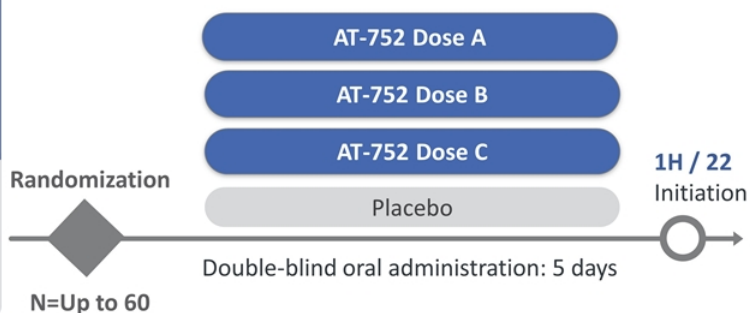 AT-752 Dose A
AT-752 Dose B
AT-752 Dose C
Placebo
Randomization
N=Up to 60
Double-blind oral administration: 5 days
1H / 22
Initiation